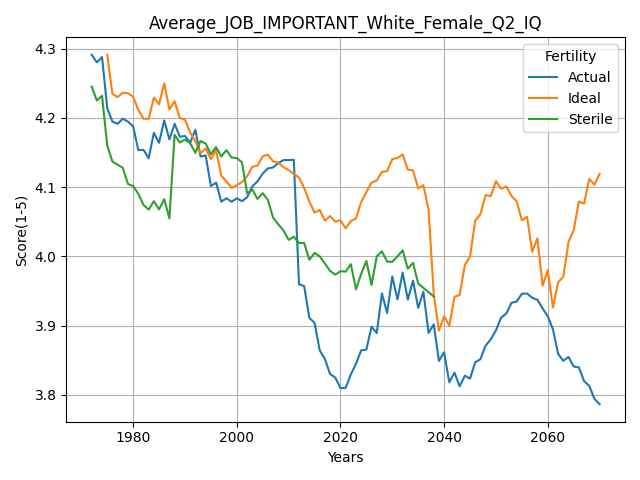 Average_JOB_IMPORTANT_White_Female_Q2_IQ
Fertility
Actual
Ideal
Sterile
Score(1-5)
4.3
4.2
4.1
4.0
3.9
3.8
1980 2000 2020 2040 2060
Years